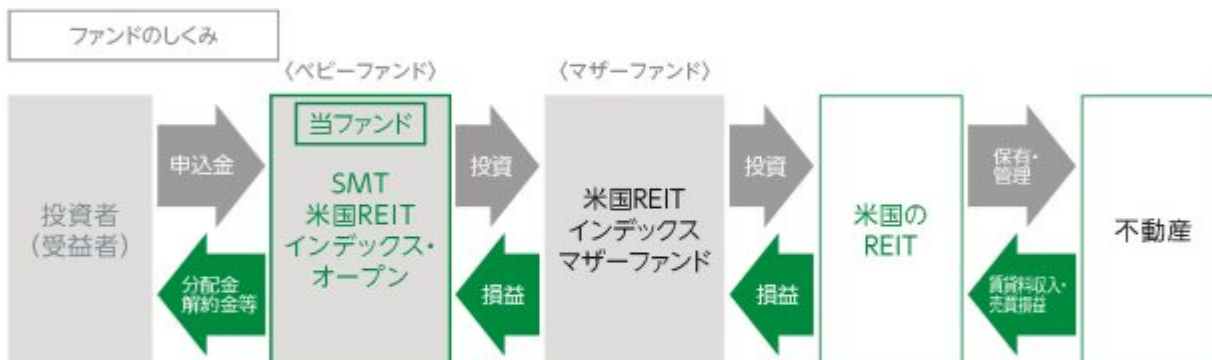 ファンドのしくみ
〈ベビーファンド〉
〈マザーファンド〉
投資者
(受益者)
申込金
分配金
解約金等
当ファンド
SMT
米国REIT
インデックス・
オープン
投資
損益
米国REIT
インデックス
マザーファンド
投資
損益
米国の
REIT
保有・
管理
賃貸料収入・
売買損益
不動産